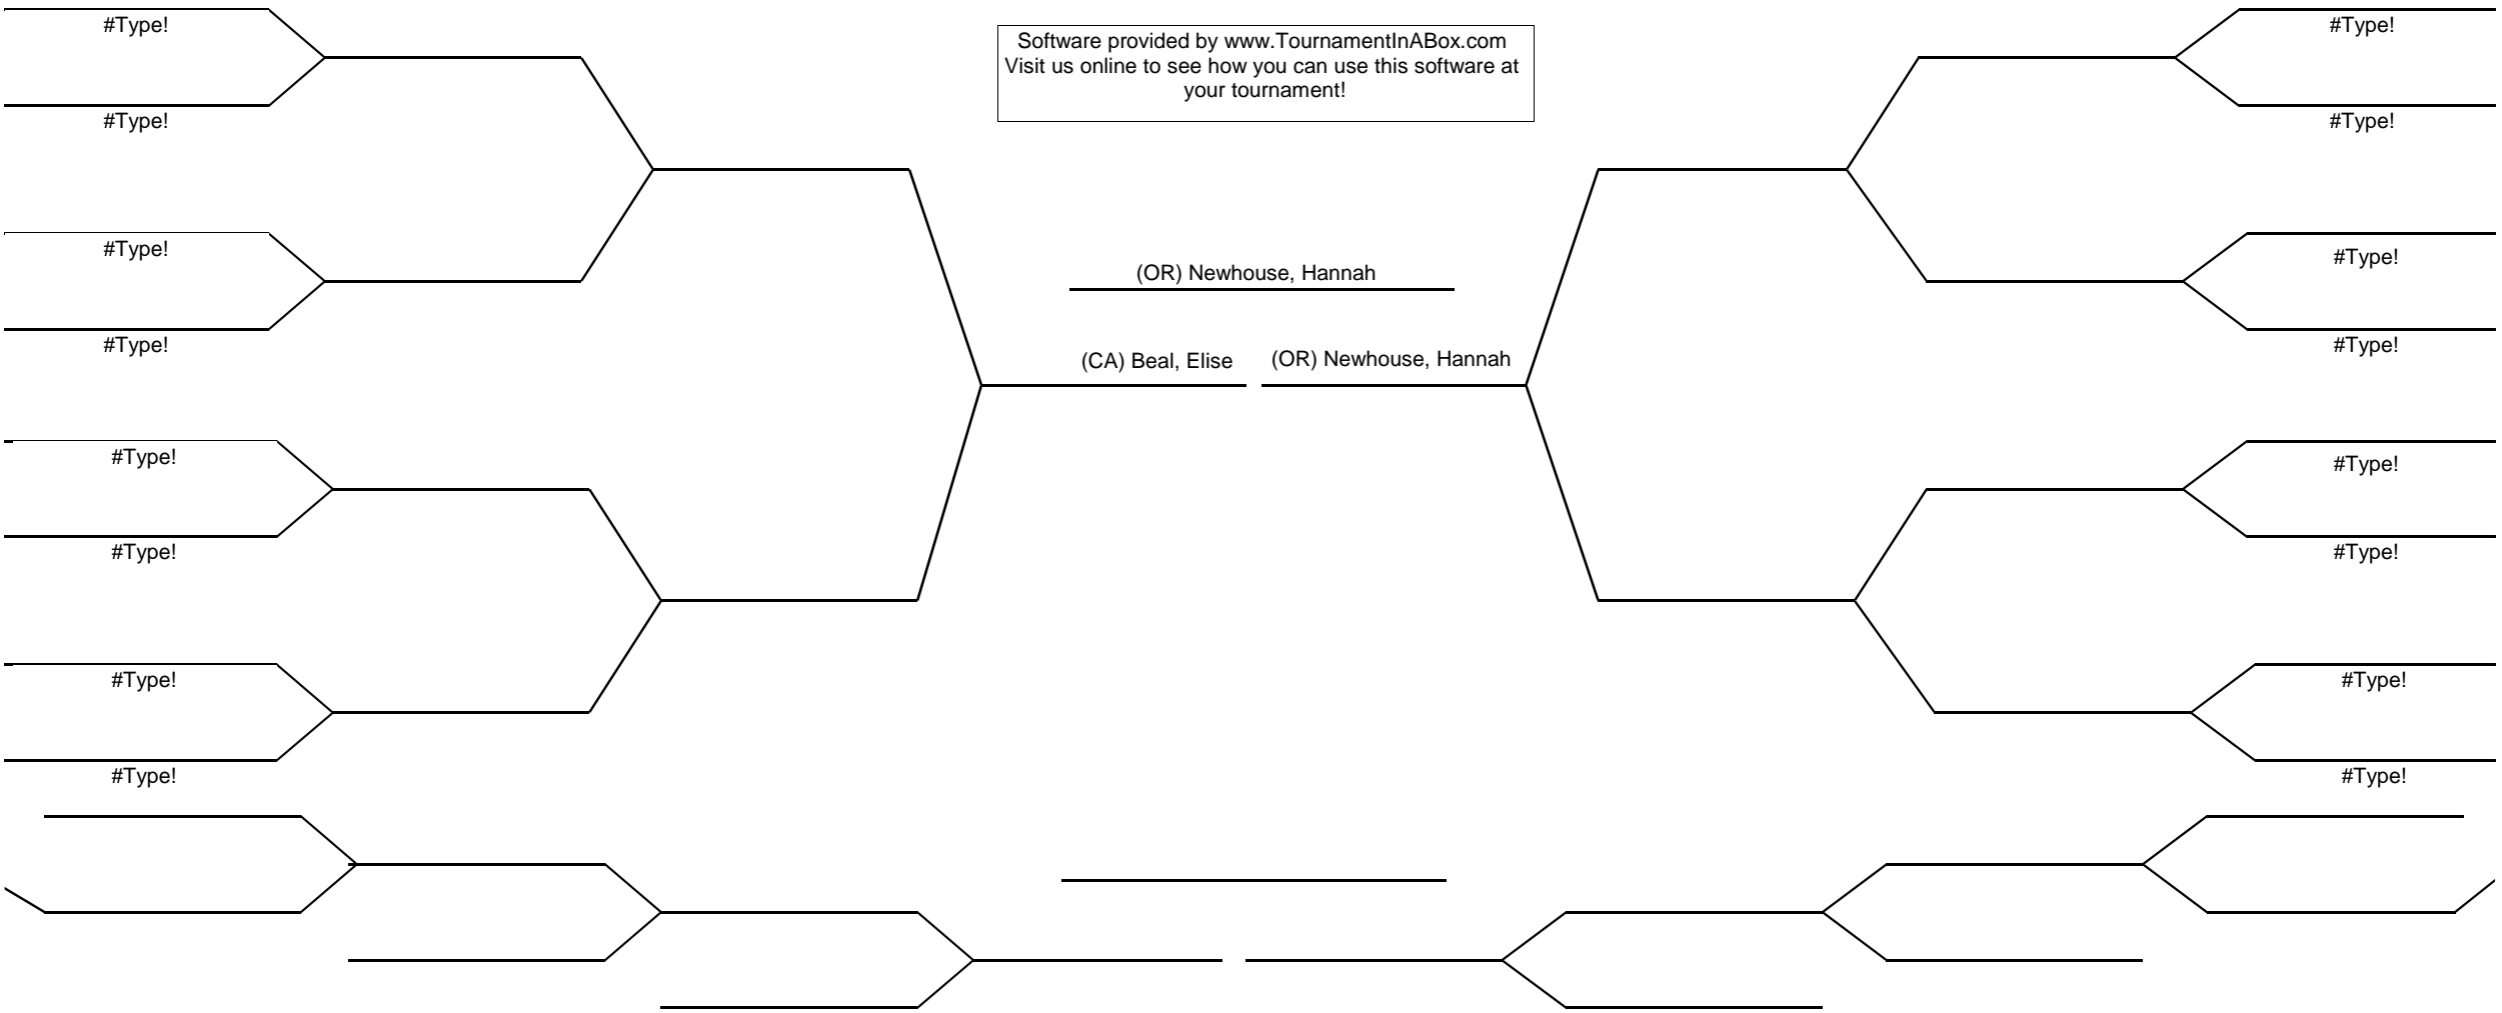 #Type!
Software provided by www.TournamentInABox.com
Visit us online to see how you can use this software at
your tournament!
#Type!
#Type!
#Type!
#Type!
#Type!
(OR) Newhouse, Hannah
#Type!
#Type!
(CA) Beal, Elise
(OR) Newhouse, Hannah
#Type!
#Type!
#Type!
#Type!
#Type!
#Type!
#Type!
#Type!
#Type!